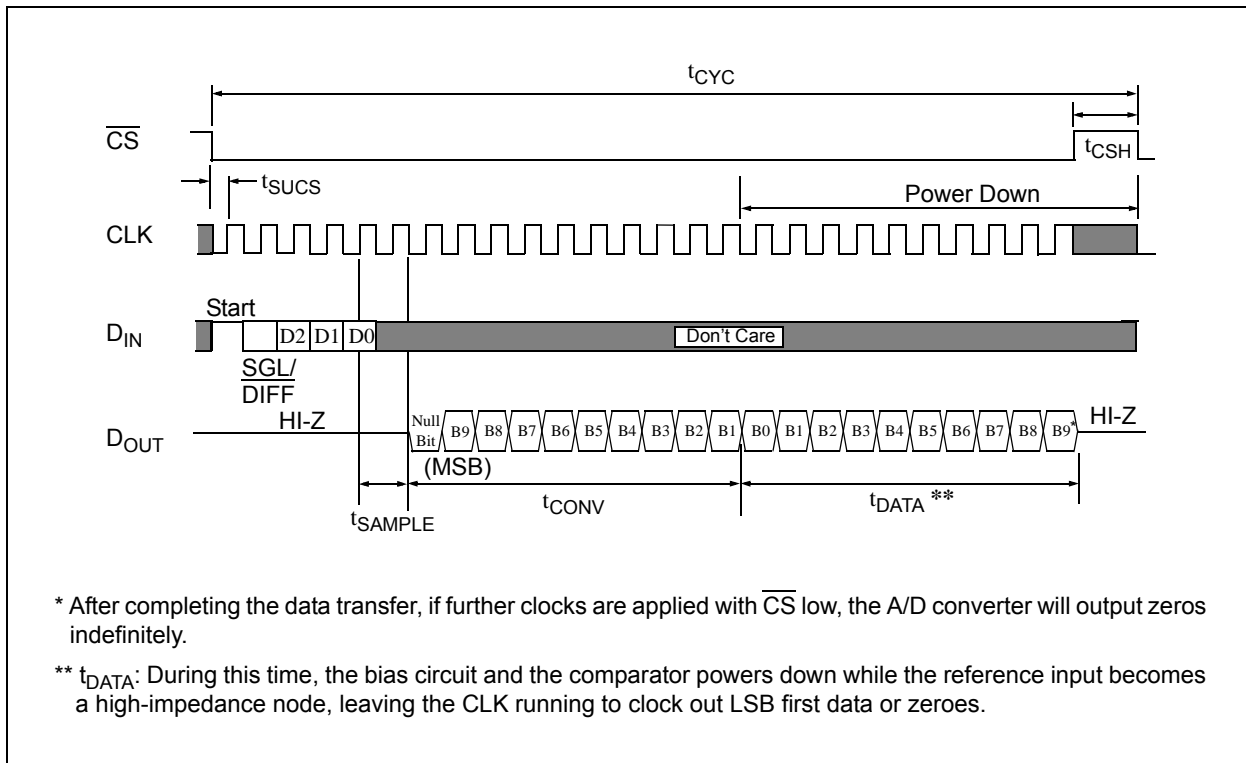 tCYC
CS
tCSH
tSUCS
Power Down
CLK
Start
DIN
D2 D1 D0
Don't Care
SGL/
DIFF
HI-Z
DOUT
Null
Bit
B9 B8 B7 B6 B5 B4 B3 B2 B1 B0 B1 B2 B3 B4 B5 B6 B7 B8 B9*
HI-Z
(MSB)
tSAMPLE
tCONV
tDATA **
* After completing the data transfer, if further clocks are applied with CS low, the A/D converter will output zeros
indefinitely.
** tDATA: During this time, the bias circuit and the comparator powers down while the reference input becomes
a high-impedance node, leaving the CLK running to clock out LSB first data or zeroes.